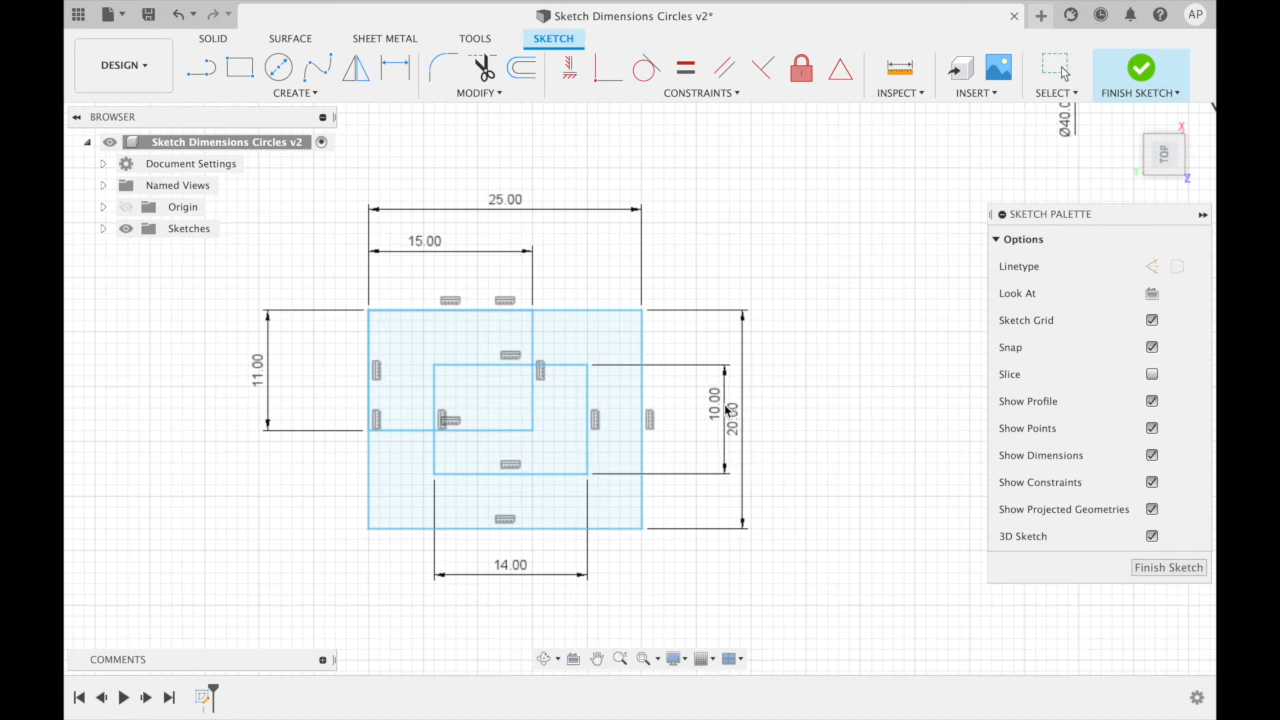 Sketch Dimensions Circles v2*
AP
SOLID
SURFACE
SHEET METAL
TOOLS
SKETCH
DESIGN
CREATE
MODIFY
CONSTRAINTS
INSPECT
INSERT
SELECT
FINISH SKETCH
BROWSER
Sketch Dimensions Circles v2
Document Settings
Named Views
Origin
Sketches
Ø40.0
X
TOP
Y
Z
25.00
15.00
11.00
10.00
20.00
14.00
SKETCH PALETTE
Options
Linetype
Look At
Sketch Grid
Snap
Slice
Show Profile
Show Points
Show Dimensions
Show Constraints
Show Projected Geometries
3D Sketch
Finish Sketch
COMMENTS
1